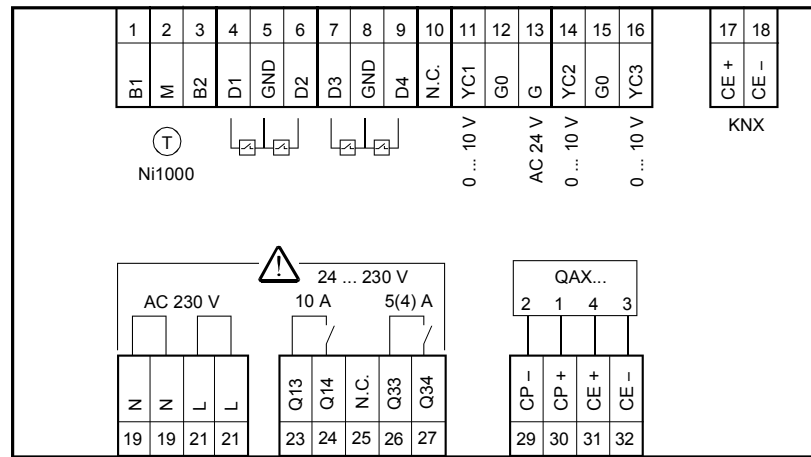 1 2 3 4 5 6 7 8 9 10 11 12 13 14 15 16 17 18
B1 M B2 D1 GND D2 D3 GND D4 N.C. YC1 G0 G YC2 G0 YC3 CE + CE –
0 ... 10 V AC 24 V 0 ... 10 V 0 ... 10 V KNX
T
Ni1000
! 24 ... 230 V QAX...
AC 230 V 10 A 5(4) A 2 1 4 3
N N L L Q13 Q14 N.C. Q33 Q34 CP – CP + CE + CE –
19 19 21 21 23 24 25 26 27 29 30 31 32